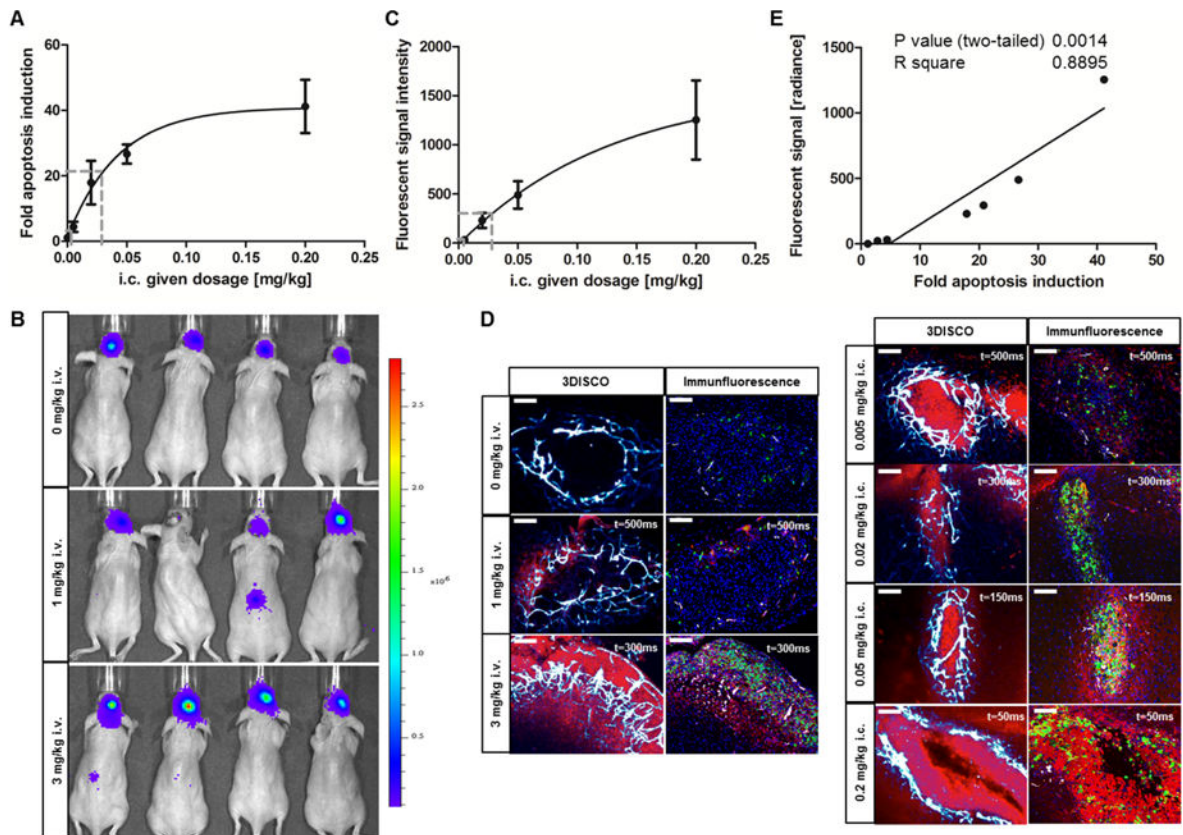 A
Fold apoptosis induction
60
40
20
0
0.00 0.05 0.10 0.15 0.20 0.25
i.c. given dosage [mg/kg]
C
Fluorescent signal intensity
2000
1500
1000
500
0
0.00 0.05 0.10 0.15 0.20 0.25
i.c. given dosage [mg/kg]
E
P value (two-tailed) 0.0014
R square 0.8895
Fluorescent signal [radiance]
1500
1000
500
0
0 10 20 30 40 50
Fold apoptosis induction
B
0 mg/kg i.v.
1 mg/kg i.v.
3 mg/kg i.v.
2.5
2.0
1.5
x10⁶
1.0
0.5
D
3DISCO Immunfluorescence
0 mg/kg i.v.
1 mg/kg i.v.
t=500ms t=500ms
3 mg/kg i.v.
t=300ms t=300ms
3DISCO Immunfluorescence
0.005 mg/kg i.c.
t=500ms t=500ms
0.02 mg/kg i.c.
t=300ms t=300ms
0.05 mg/kg i.c.
t=150ms t=150ms
0.2 mg/kg i.c.
t=50ms t=50ms